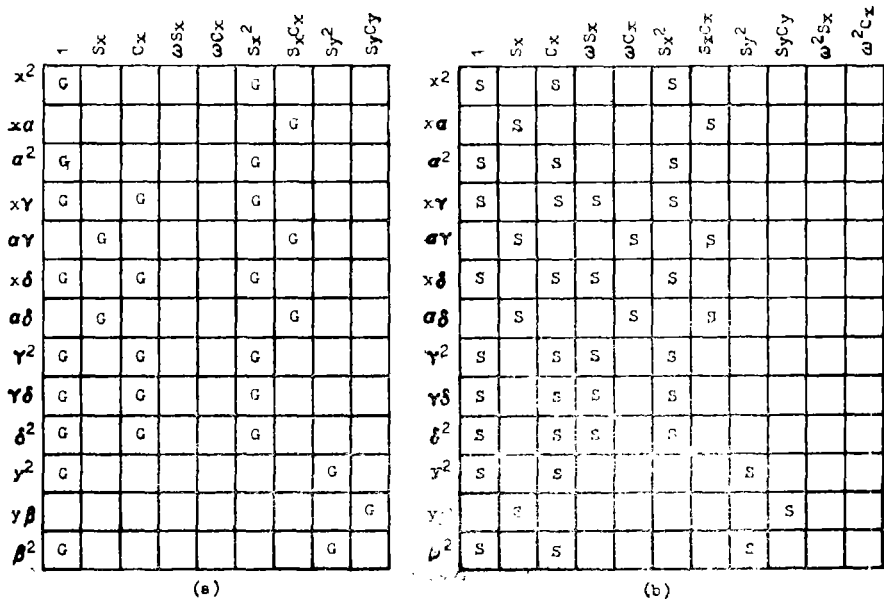 1 Sx Cx ωSx ωCx Sx² SxCx Sy² SyCy
x² G G
xα G
α² G G
xγ G G G
αγ G G
xδ G G G
αδ G G
γ² G G G
γδ G G G
δ² G G G
y² G G
yβ G
β² G G
(a)
1 Sx Cx ωSx ωCx Sx² SxCx Sy² SyCy ω²Sx ω²Cx
x² S S S
xα S S
α² S S S
xγ S S S S
αγ S S S
xδ S S S S
αδ S S S
γ² S S S S
γδ S S S S
δ² S S S S
y² S S S
y S S
² S S S
(b)